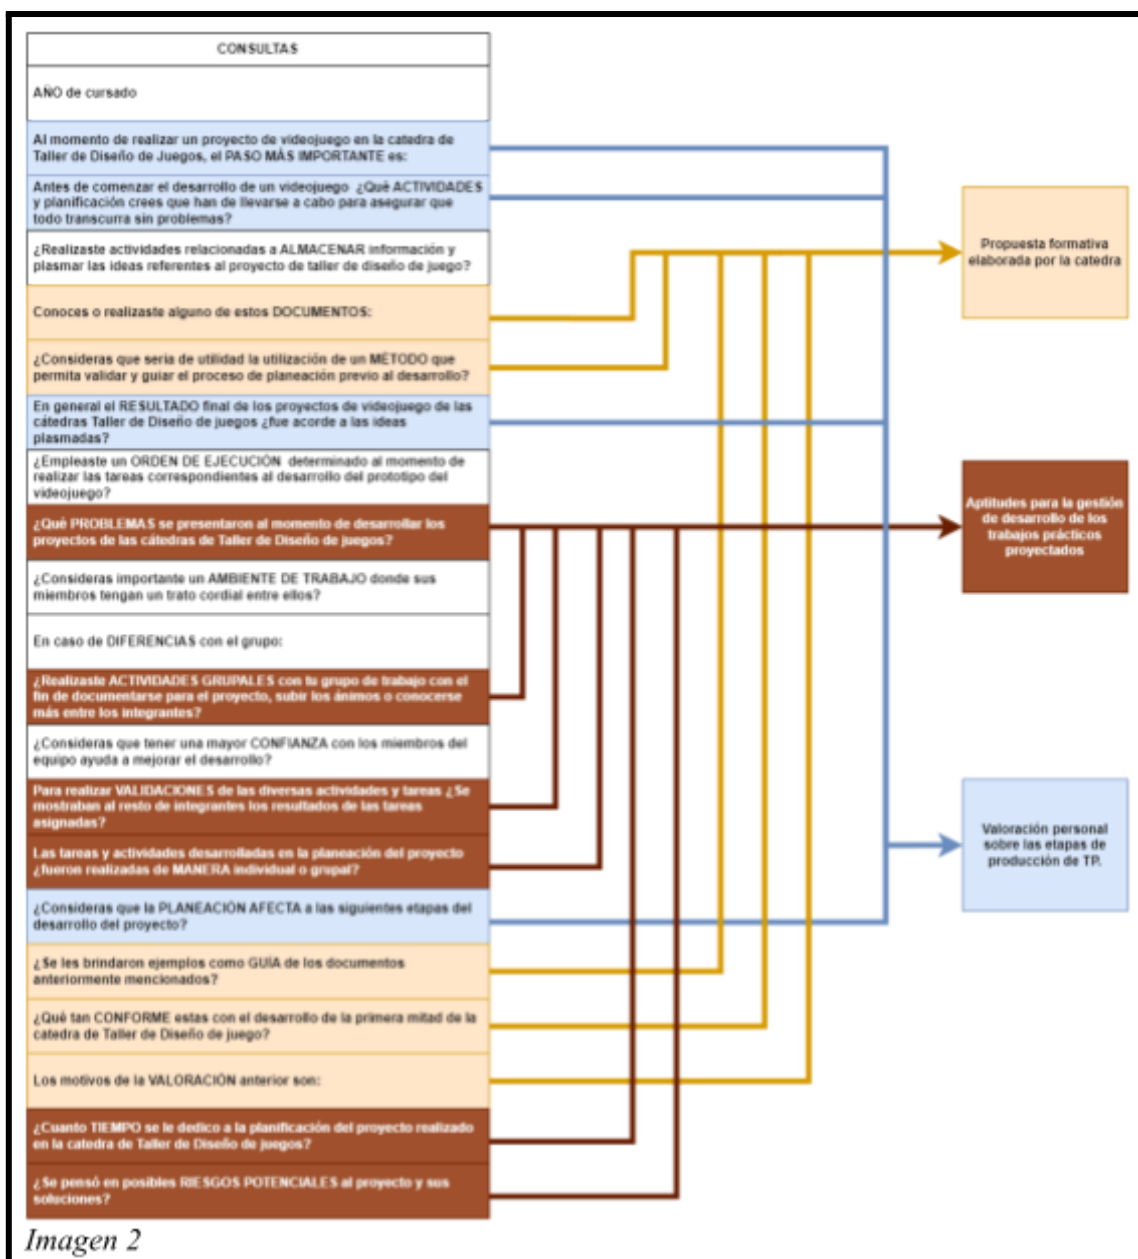 CONSULTAS
AÑO de cursado
Al momento de realizar un proyecto de videojuego en la catedra de
Taller de Diseño de Juegos, el PASO MÁS IMPORTANTE es:
Antes de comenzar el desarrollo de un videojuego ¿Qué ACTIVIDADES
y planificación crees que han de llevarse a cabo para asegurar que
todo transcurra sin problemas?
¿Realizaste actividades relacionadas a ALMACENAR información y
plasmar las ideas referentes al proyecto de taller de diseño de juego?
Conoces o realizaste alguno de estos DOCUMENTOS:
¿Consideras que seria de utilidad la utilización de un MÉTODO que
permita validar y guiar el proceso de planeación previo al desarrollo?
En general el RESULTADO final de los proyectos de videojuego de las
cátedras Taller de Diseño de juegos ¿fue acorde a las ideas
plasmadas?
¿Empleaste un ORDEN DE EJECUCIÓN determinado al momento de
realizar las tareas correspondientes al desarrollo del prototipo del
videojuego?
¿Qué PROBLEMAS se presentaron al momento de desarrollar los
proyectos de las cátedras de Taller de Diseño de juegos?
¿Consideras importante un AMBIENTE DE TRABAJO donde sus
miembros tengan un trato cordial entre ellos?
En caso de DIFERENCIAS con el grupo:
¿Realizaste ACTIVIDADES GRUPALES con tu grupo de trabajo con el
fin de documentarse para el proyecto, subir los ánimos o conocerse
más entre los integrantes?
¿Consideras que tener una mayor CONFIANZA con los miembros del
equipo ayuda a mejorar el desarrollo?
Para realizar VALIDACIONES de las diversas actividades y tareas ¿Se
mostraban al resto de integrantes los resultados de las tareas
asignadas?
Las tareas y actividades desarrolladas en la planeación del proyecto
¿fueron realizadas de MANERA individual o grupal?
¿Consideras que la PLANEACIÓN AFECTA a las siguientes etapas del
desarrollo del proyecto?
¿Se les brindaron ejemplos como GUÍA de los documentos
anteriormente mencionados?
¿Qué tan CONFORME estas con el desarrollo de la primera mitad de la
catedra de Taller de Diseño de juego?
Los motivos de la VALORACIÓN anterior son:
¿Cuanto TIEMPO se le dedico a la planificación del proyecto realizado
en la catedra de Taller de Diseño de juegos?
¿Se pensó en posibles RIESGOS POTENCIALES al proyecto y sus
soluciones?
Propuesta formativa
elaborada por la catedra
Aptitudes para la gestión
de desarrollo de los
trabajos prácticos
proyectados
Valoración personal
sobre las etapas de
producción de TP.
Imagen 2